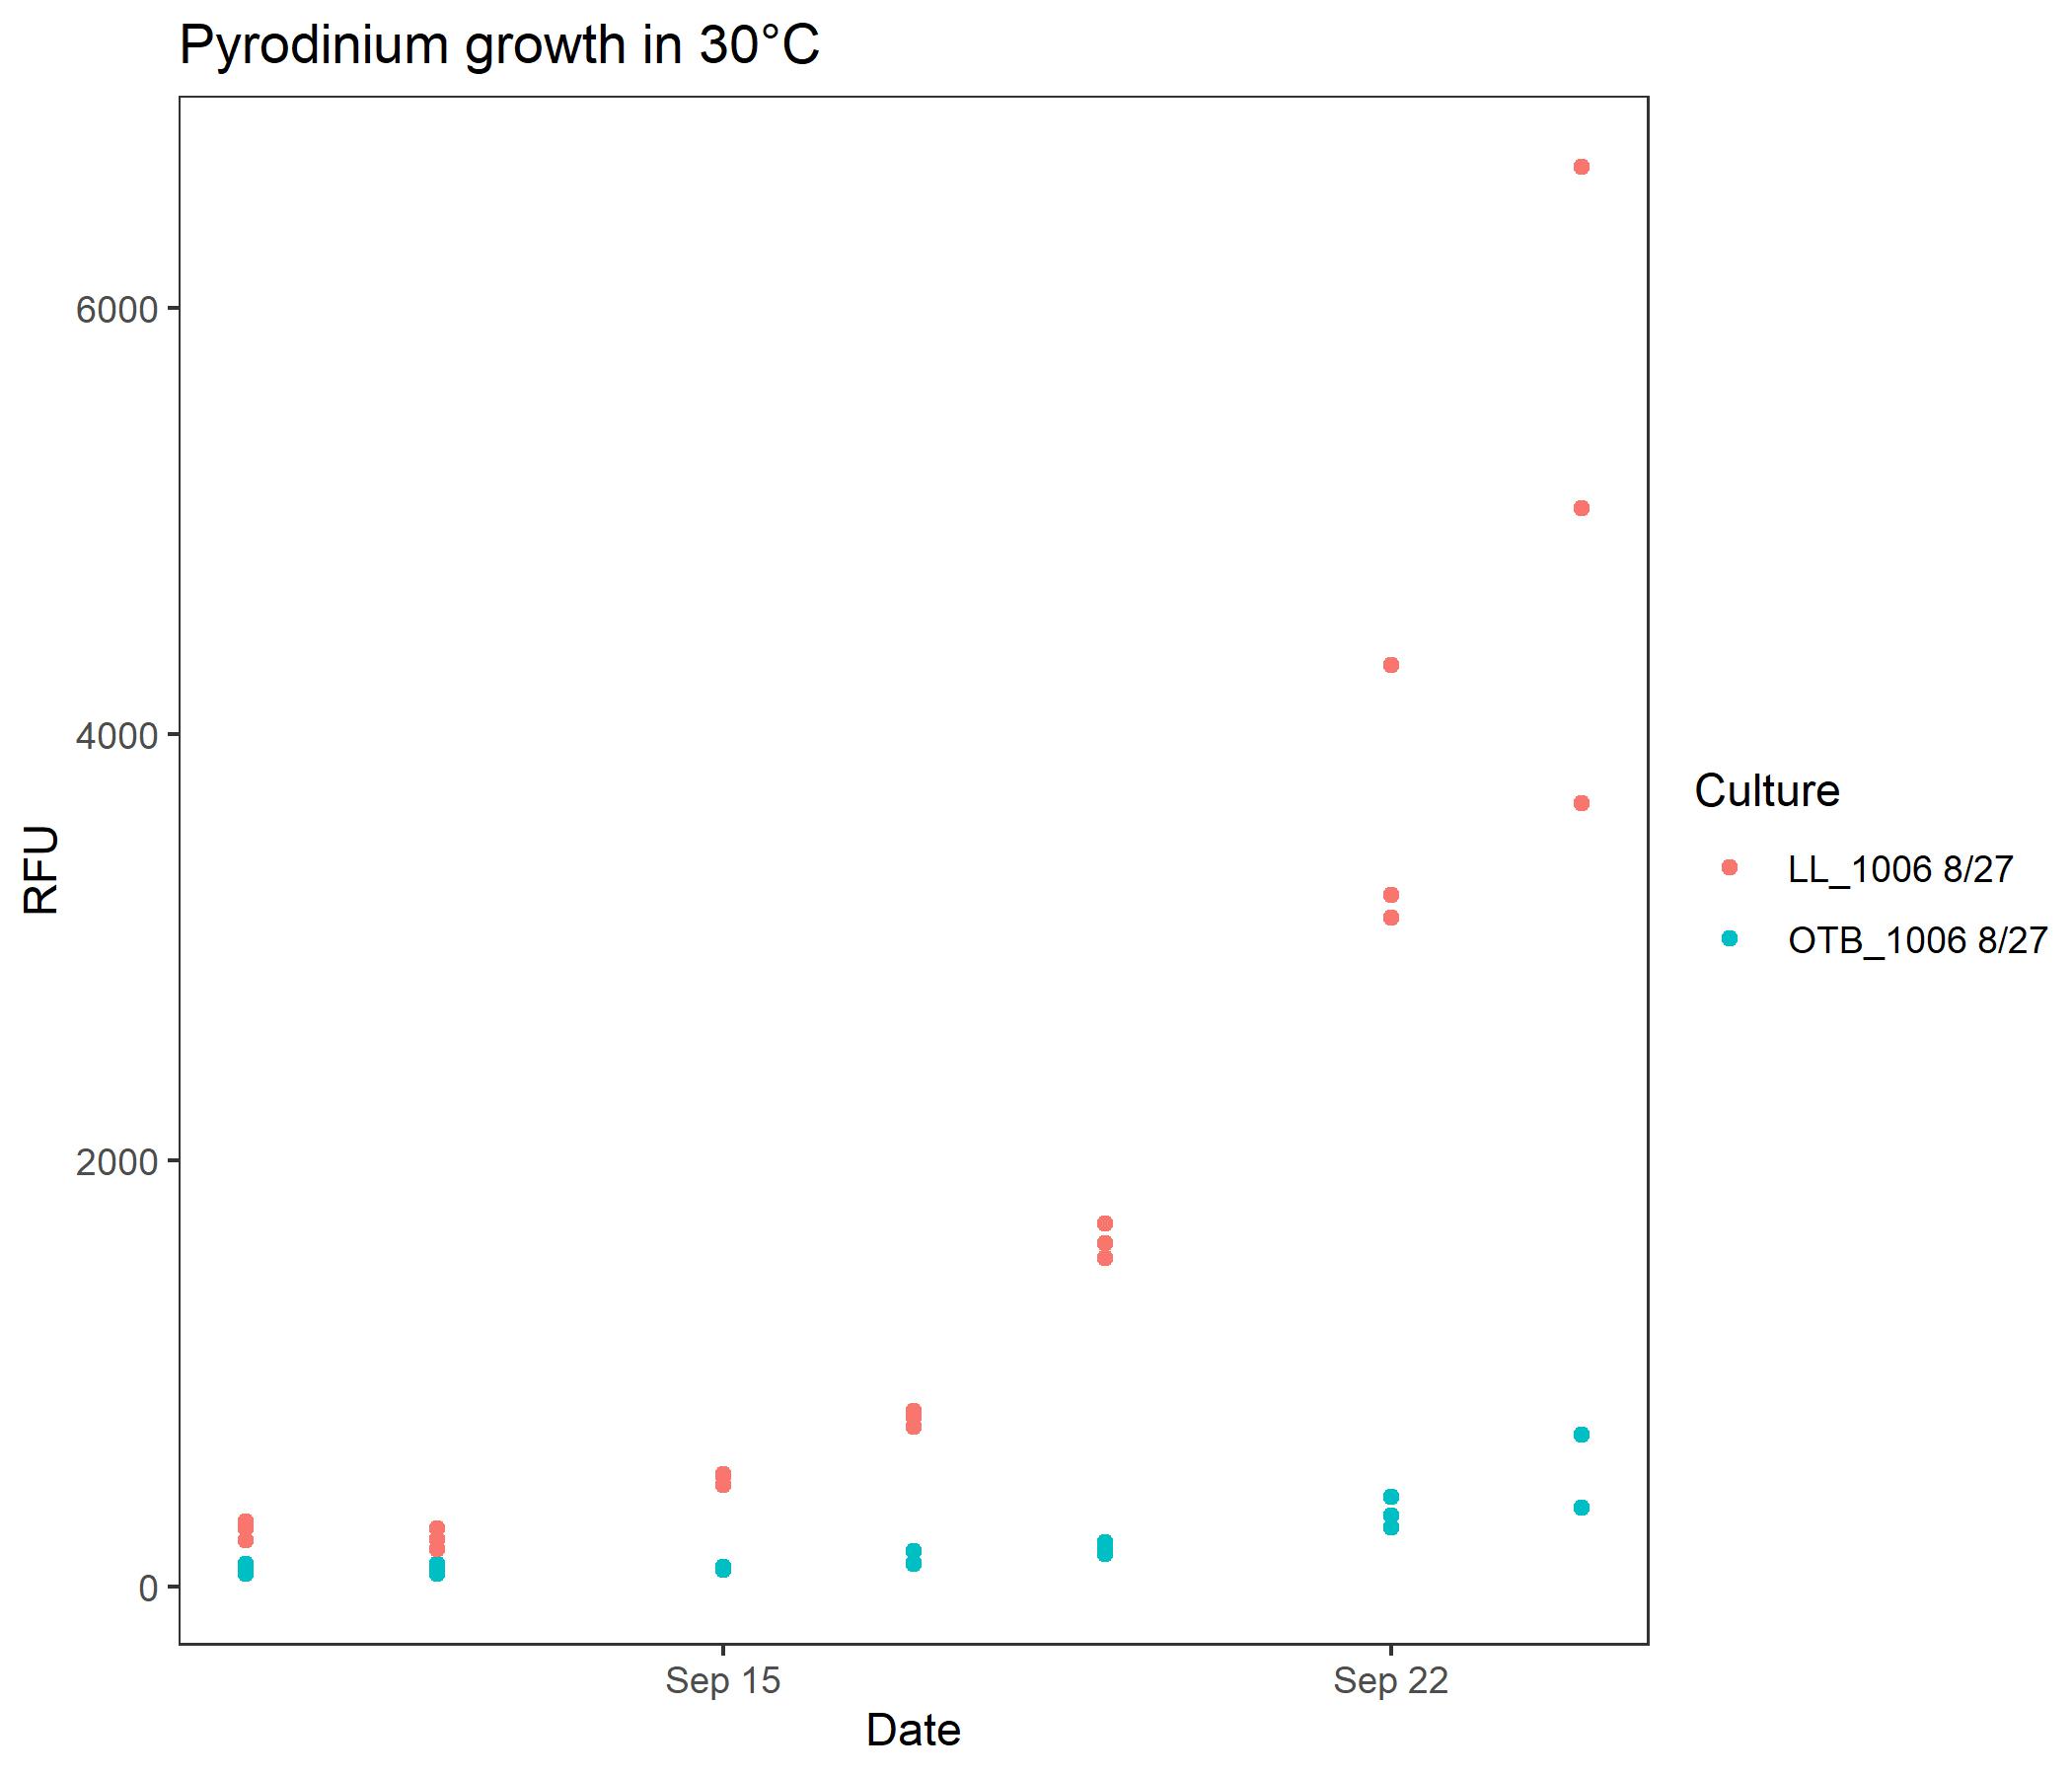 Pyrodinium growth in 30°C
RFU
6000
4000
2000
0
Sep 15
Sep 22
Date
Culture
LL_1006 8/27
OTB_1006 8/27